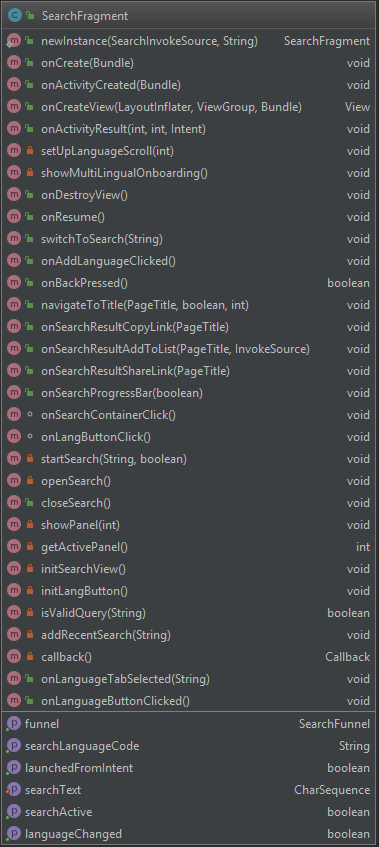 SearchFragment
newInstance(SearchInvokeSource, String) SearchFragment
onCreate(Bundle) void
onActivityCreated(Bundle) void
onCreateView(LayoutInflater, ViewGroup, Bundle) View
onActivityResult(int, int, Intent) void
setUpLanguageScroll(int) void
showMultiLingualOnboarding() void
onDestroyView() void
onResume() void
switchToSearch(String) void
onAddLanguageClicked() void
onBackPressed() boolean
navigateToTitle(PageTitle, boolean, int) void
onSearchResultCopyLink(PageTitle) void
onSearchResultAddToList(PageTitle, InvokeSource) void
onSearchResultShareLink(PageTitle) void
onSearchProgressBar(boolean) void
onSearchContainerClick() void
onLangButtonClick() void
startSearch(String, boolean) void
openSearch() void
closeSearch() void
showPanel(int) void
getActivePanel() int
initSearchView() void
initLangButton() void
isValidQuery(String) boolean
addRecentSearch(String) void
callback() Callback
onLanguageTabSelected(String) void
onLanguageButtonClicked() void
funnel SearchFunnel
searchLanguageCode String
launchedFromIntent boolean
searchText CharSequence
searchActive boolean
languageChanged boolean